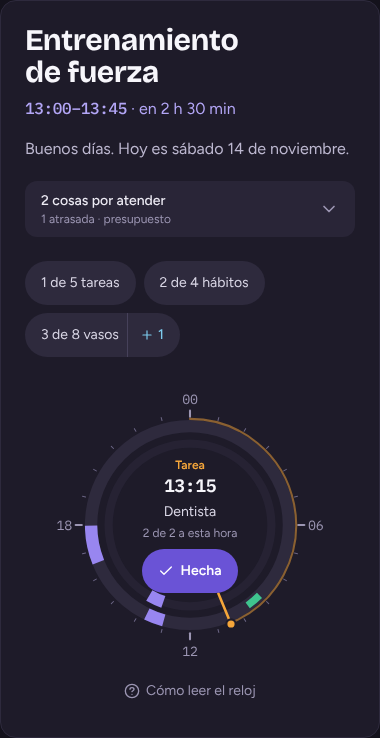 Entrenamiento
de fuerza
13:00–13:45 · en 2 h 30 min
Buenos días. Hoy es sábado 14 de noviembre.
2 cosas por atender
1 atrasada · presupuesto
1 de 5 tareas
2 de 4 hábitos
3 de 8 vasos
+ 1
00
Tarea
13:15
Dentista
18
06
2 de 2 a esta hora
Hecha
12
Cómo leer el reloj